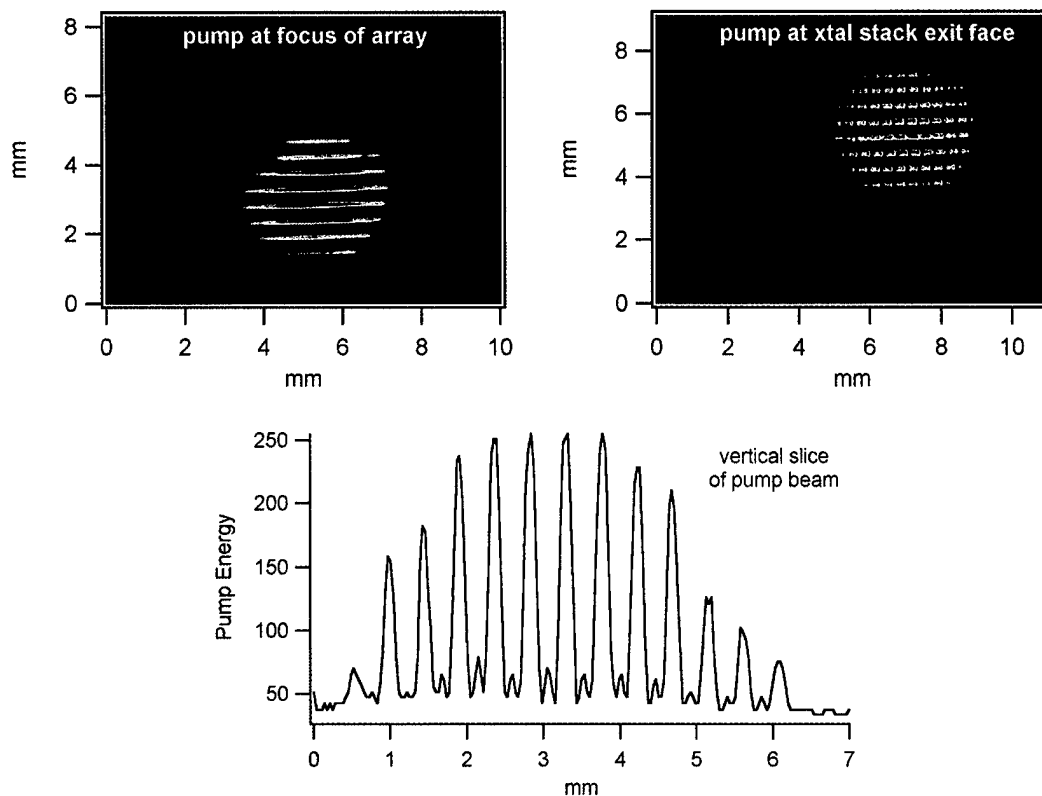 pump at focus of array
8
6
4
2
0
mm
0 2 4 6 8 10
mm
pump at xtal stack exit face
8
6
4
2
0
mm
0 2 4 6 8 10
mm
vertical slice
of pump beam
250
200
150
100
50
Pump Energy
0 1 2 3 4 5 6 7
mm